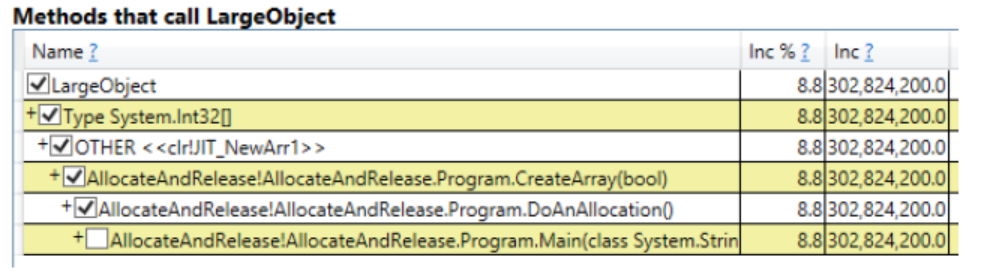 Methods that call LargeObject
Name ? Inc % ? Inc ?
LargeObject 8.8 302,824,200.0
+ Type System.Int32[] 8.8 302,824,200.0
+ OTHER <<clr!JIT_NewArr1>> 8.8 302,824,200.0
+ AllocateAndRelease!AllocateAndRelease.Program.CreateArray(bool) 8.8 302,824,200.0
+ AllocateAndRelease!AllocateAndRelease.Program.DoAnAllocation() 8.8 302,824,200.0
+ AllocateAndRelease!AllocateAndRelease.Program.Main(class System.Strin 8.8 302,824,200.0